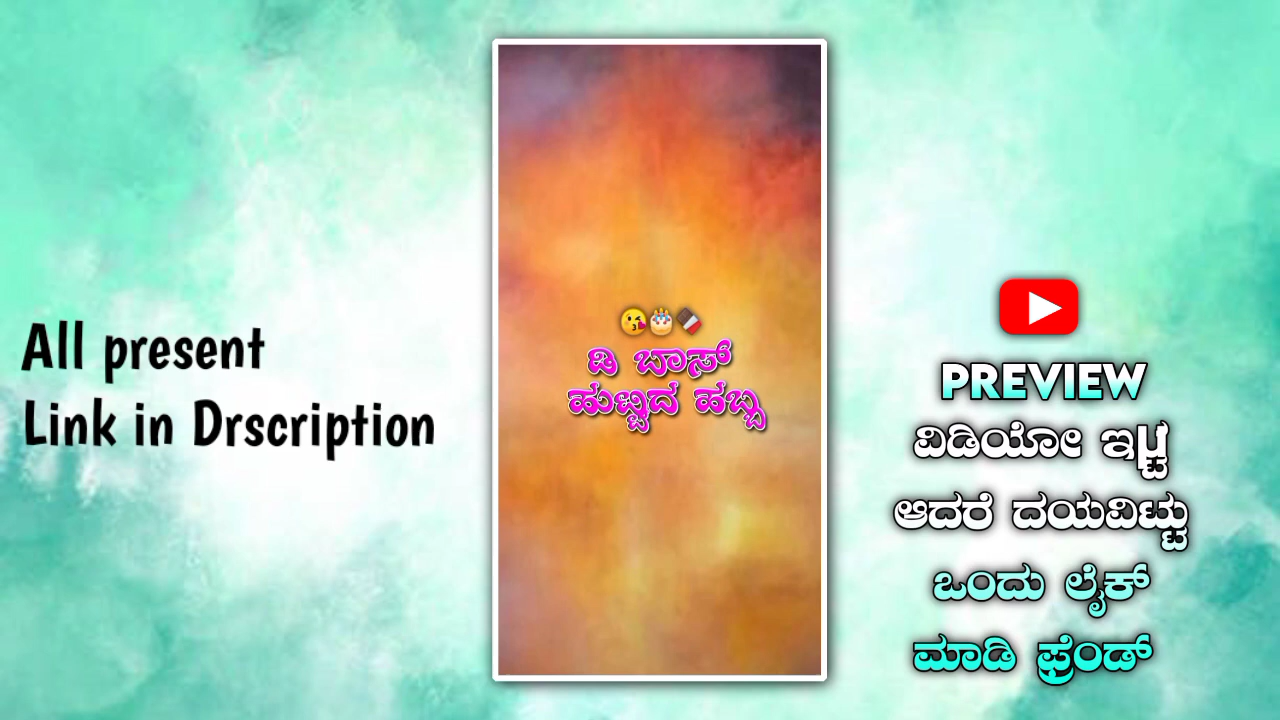 All present
Link in Drscription
😘🎂🍫
ಡಿ ಬಾಸ್
ಹುಟ್ಟಿದ ಹಬ್ಬ
PREVIEW
ವಿಡಿಯೋ ಇಷ್ಟ
ಆದರೆ ದಯವಿಟ್ಟು
ಒಂದು ಲೈಕ್
ಮಾಡಿ ಫ್ರೆಂಡ್